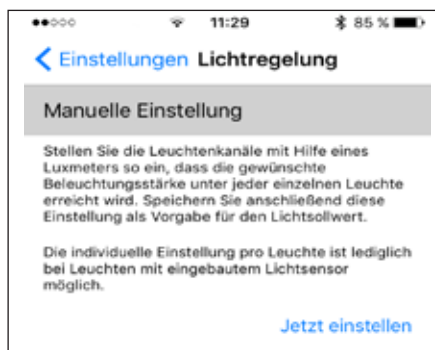 11:29 85 %
Einstellungen Lichtregelung
Manuelle Einstellung
Stellen Sie die Leuchtenkanäle mit Hilfe eines
Luxmeters so ein, dass die gewünschte
Beleuchtungsstärke unter jeder einzelnen Leuchte
erreicht wird. Speichern Sie anschließend diese
Einstellung als Vorgabe für den Lichtsollwert.
Die individuelle Einstellung pro Leuchte ist lediglich
bei Leuchten mit eingebautem Lichtsensor
möglich.
Jetzt einstellen